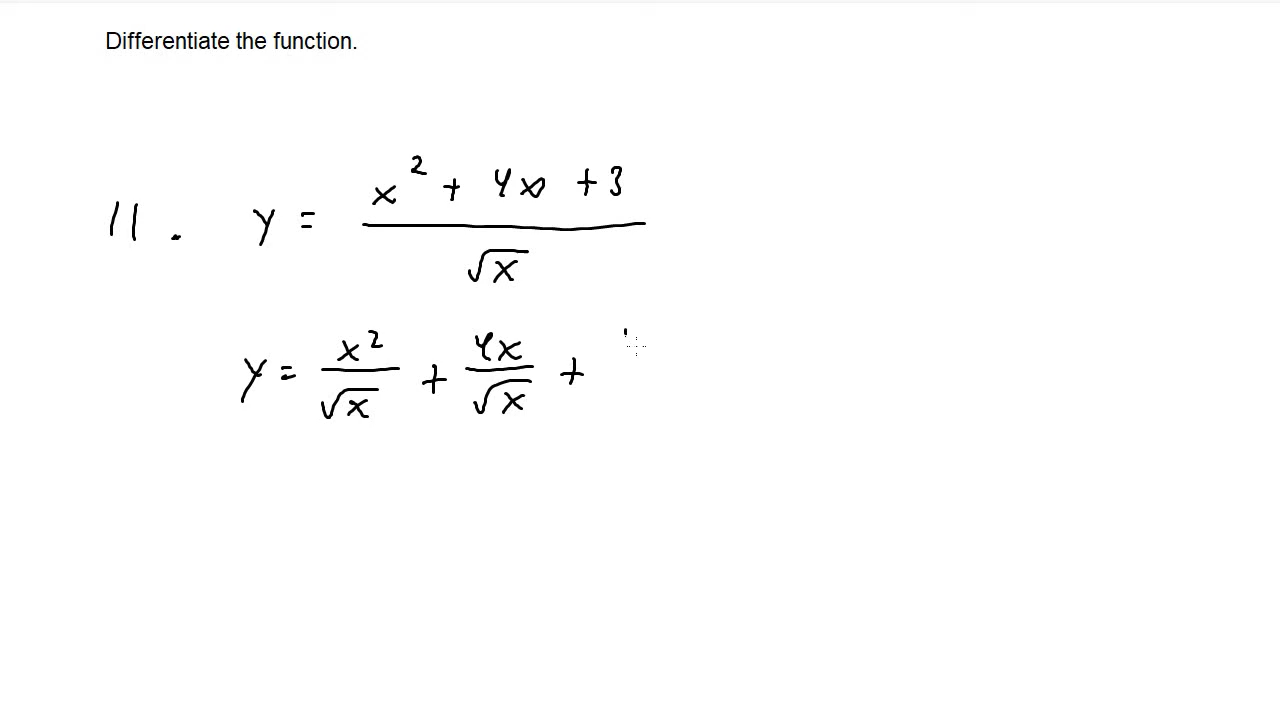 Differentiate the function.
11. y = (x^2 + 4x + 3)/√x
y = x^2/√x + 4x/√x +